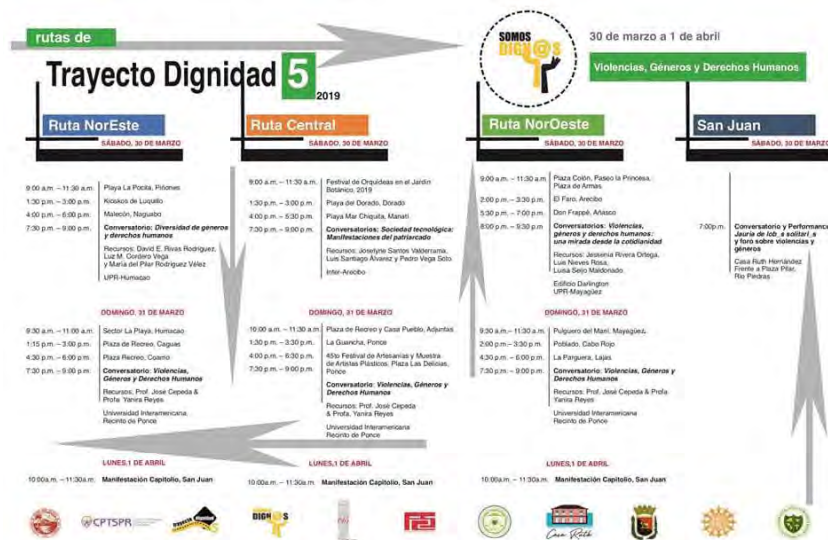 rutas de
Trayecto Dignidad 5
2019
SOMOS
DIGN@S
30 de marzo a 1 de abril
Violencias, Géneros y Derechos Humanos
Ruta NorEste
SÁBADO, 30 DE MARZO
9:00 a.m. – 11:30 a.m. Playa La Pocita, Piñones
1:30 p.m. – 3:00 p.m. Kioskos de Luquillo
4:00 p.m. – 6:00 p.m. Malecón, Naguabo
7:30 p.m. – 9:00 p.m. Conversatorio: Diversidad de géneros
y derechos humanos
Recursos: David E. Rivas Rodríguez,
Luz M. Cordero Vega
y María del Pilar Rodríguez Vélez
UPR-Humacao
DOMINGO, 31 DE MARZO
9:30 a.m. – 11:00 a.m. Sector La Playa, Humacao
1:15 p.m. – 3:00 p.m. Plaza de Recreo, Caguas
4:30 p.m. – 6:00 p.m. Plaza Recreo, Coamo
7:30 p.m. – 9:00 p.m. Conversatorio: Violencias,
Géneros y Derechos Humanos
Recursos: Prof. José Cepeda &
Profa. Yanira Reyes
Universidad Interamericana
Recinto de Ponce
LUNES,1 DE ABRIL
10:00a.m. – 11:30a.m. Manifestación Capitolio, San Juan
Ruta Central
SÁBADO, 30 DE MARZO
9:00 a.m. – 11:30 a.m. Festival de Orquídeas en el Jardín
Botánico, 2019
1:30 p.m. – 3:00 p.m. Playa del Dorado, Dorado
4:00 p.m. – 5:30 p.m. Playa Mar Chiquita, Manatí
7:30 p.m. – 9:00 p.m. Conversatorios: Sociedad tecnológica:
Manifestaciones del patriarcado
Recursos: Joselyne Santos Valderrama,
Luis Santiago Álvarez y Pedro Vega Soto
Inter-Arecibo
DOMINGO, 31 DE MARZO
10:00 a.m. – 11:30 a.m. Plaza de Recreo y Casa Pueblo, Adjuntas
1:30 p.m. – 3:30 p.m. La Guancha, Ponce
4:00 p.m. – 6:30 p.m. 45to Festival de Artesanías y Muestra
de Artistas Plásticos, Plaza Las Delicias,
Ponce
7:30 p.m. – 9:00 p.m. Conversatorio: Violencias, Géneros y
Derechos Humanos
Recursos: Prof. José Cepeda
& Profa. Yanira Reyes
Universidad Interamericana
Recinto de Ponce
LUNES,1 DE ABRIL
10:00a.m. – 11:30a.m. Manifestación Capitolio, San Juan
Ruta NorOeste
SÁBADO, 30 DE MARZO
9:00 a.m. – 11:30 a.m. Plaza Colón, Paseo la Princesa,
Plaza de Armas
2:00 p.m. – 3:30 p.m. El Faro, Arecibo
5:30 p.m. – 7:00 p.m. Don Frappé, Añasco
8:00 p.m. – 9:30 p.m Conversatorios: Violencias,
géneros y derechos humanos:
una mirada desde la cotidianidad
Recursos: Jessenia Rivera Ortega,
Luis Nieves Rosa,
Luisa Seijo Maldonado
Edificio Darlington
UPR-Mayagüez
DOMINGO, 31 DE MARZO
9:30 a.m. – 11:30 a.m. Pulguero del Maní, Mayagüez
2:00 p.m. – 3:30 p.m. Poblado, Cabo Rojo
4:30 p.m. – 6:00 p.m. La Parguera, Lajas
7:30 p.m. – 9:00 p.m. Conversatorio: Violencias, Géneros y
Derechos Humanos
Recursos: Prof. José Cepeda & Profa.
Yanira Reyes
Universidad Interamericana
Recinto de Ponce
LUNES,1 DE ABRIL
10:00a.m. – 11:30a.m. Manifestación Capitolio, San Juan
San Juan
SÁBADO, 30 DE MARZO
7:00p.m. Conversatorio y Performance
Jauría de lob_s solitari_s
y foro sobre violencias y
géneros
Casa Ruth Hernández
Frente a Plaza Pilar,
Río Piedras
CPTSPR
Trayecto Dignidad
DIGN@S
Casa Ruth